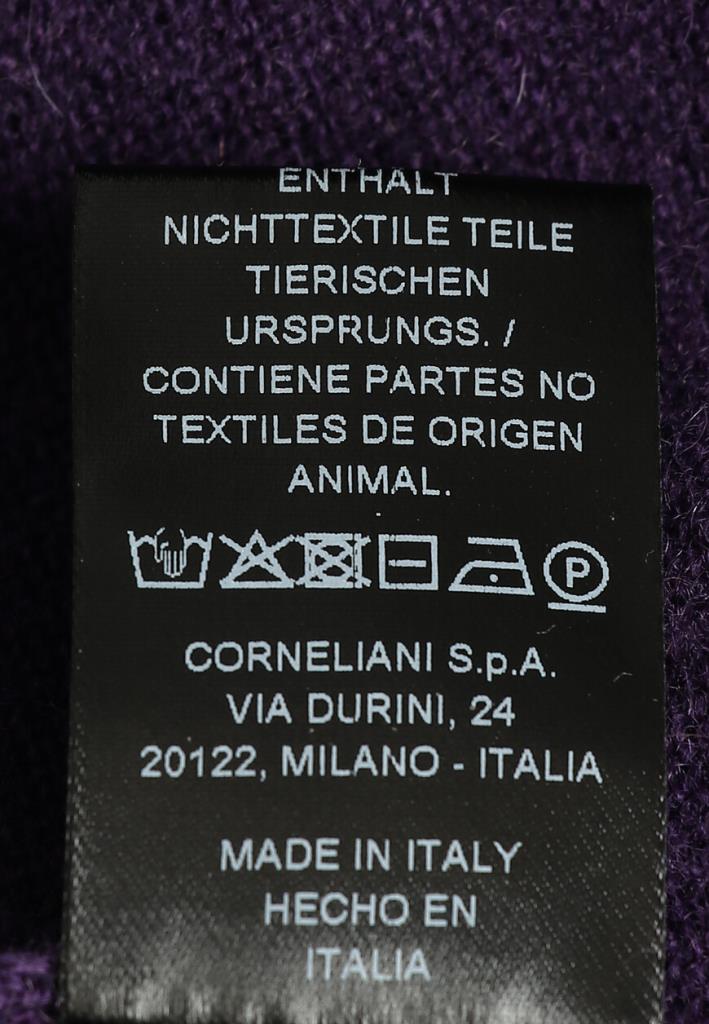 ENTHALT
NICHTTEXTILE TEILE
TIERISCHEN
URSPRUNGS. /
CONTIENE PARTES NO
TEXTILES DE ORIGEN
ANIMAL.
P
CORNELIANI S.p.A.
VIA DURINI, 24
20122, MILANO - ITALIA
MADE IN ITALY
HECHO EN
ITALIA